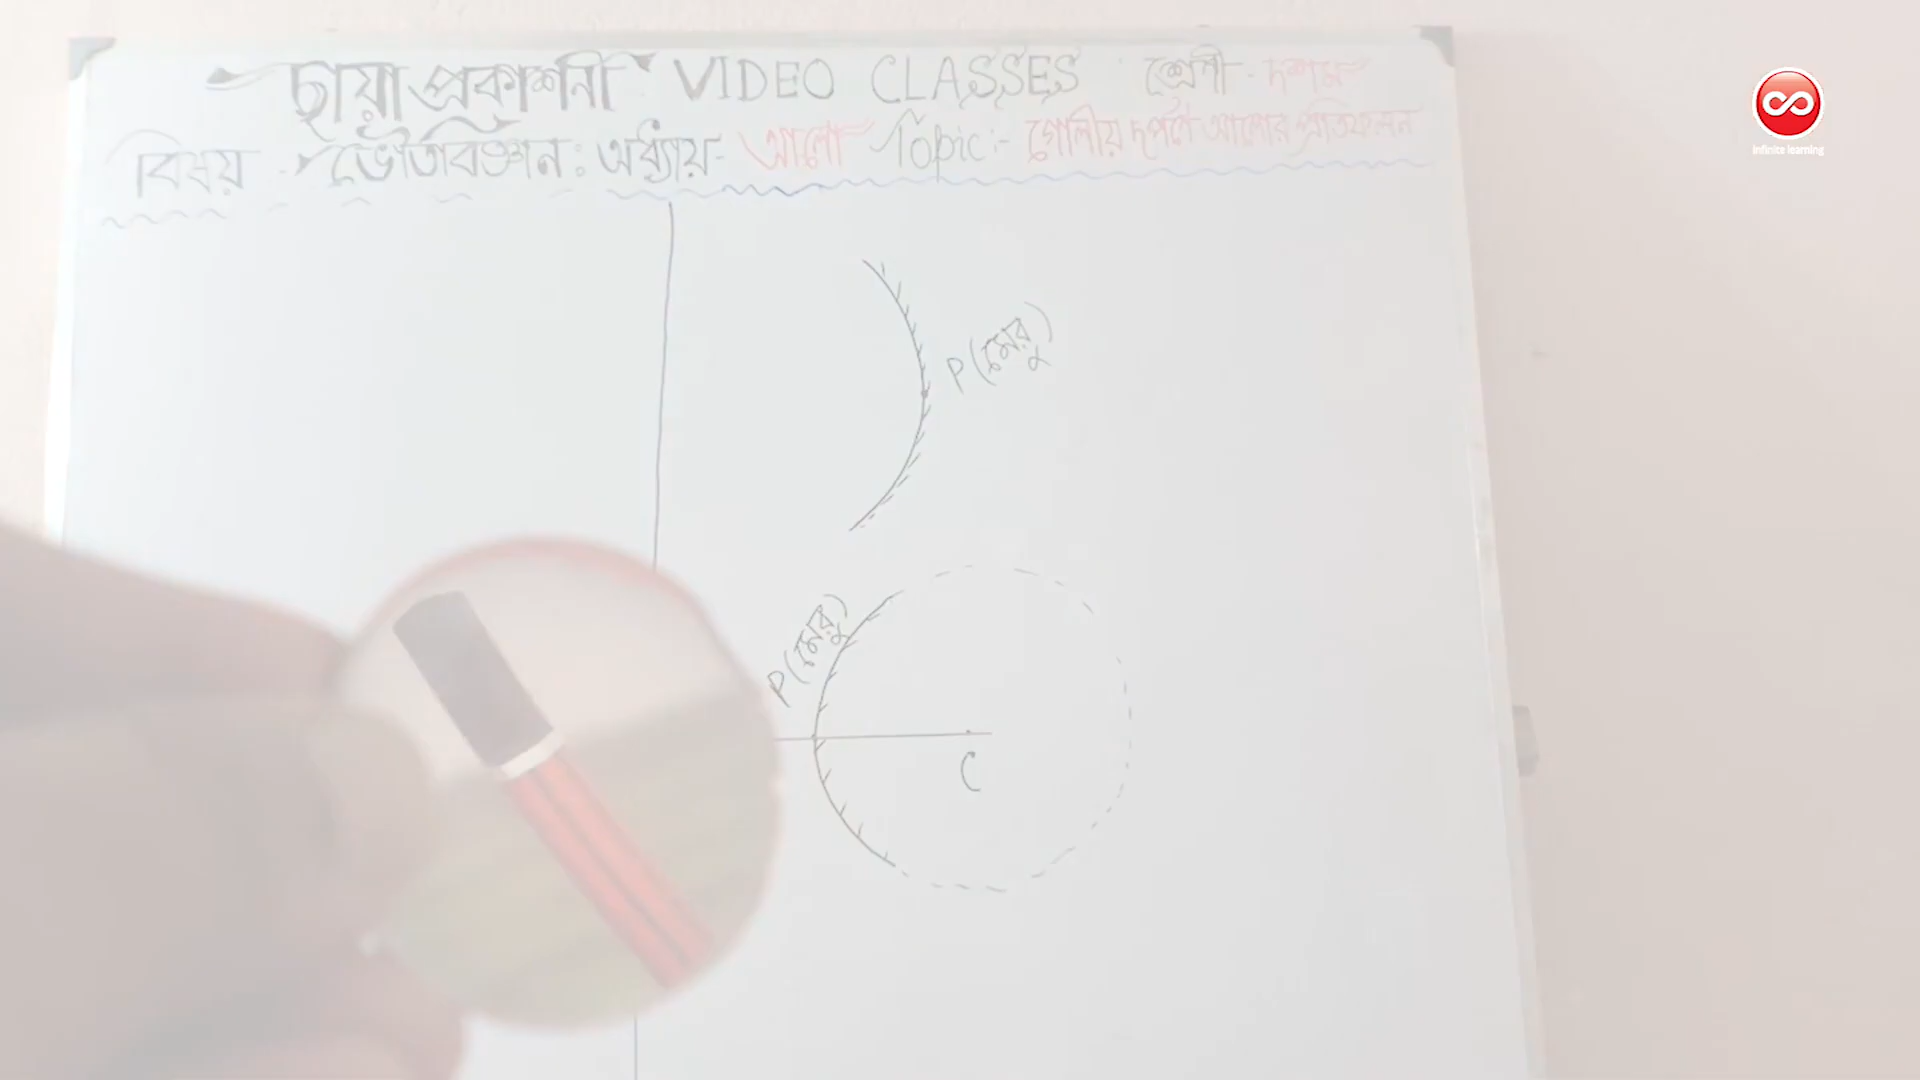 ছায়া প্রকাশনী VIDEO CLASSES শ্রেণী - দশম
বিষয় - ভৌতবিজ্ঞান : অধ্যায় - আলো Topic :- গোলীয় দর্পণে আলোর প্রতিফলন
P (মেরু)
P (মেরু)
C
infinite learning